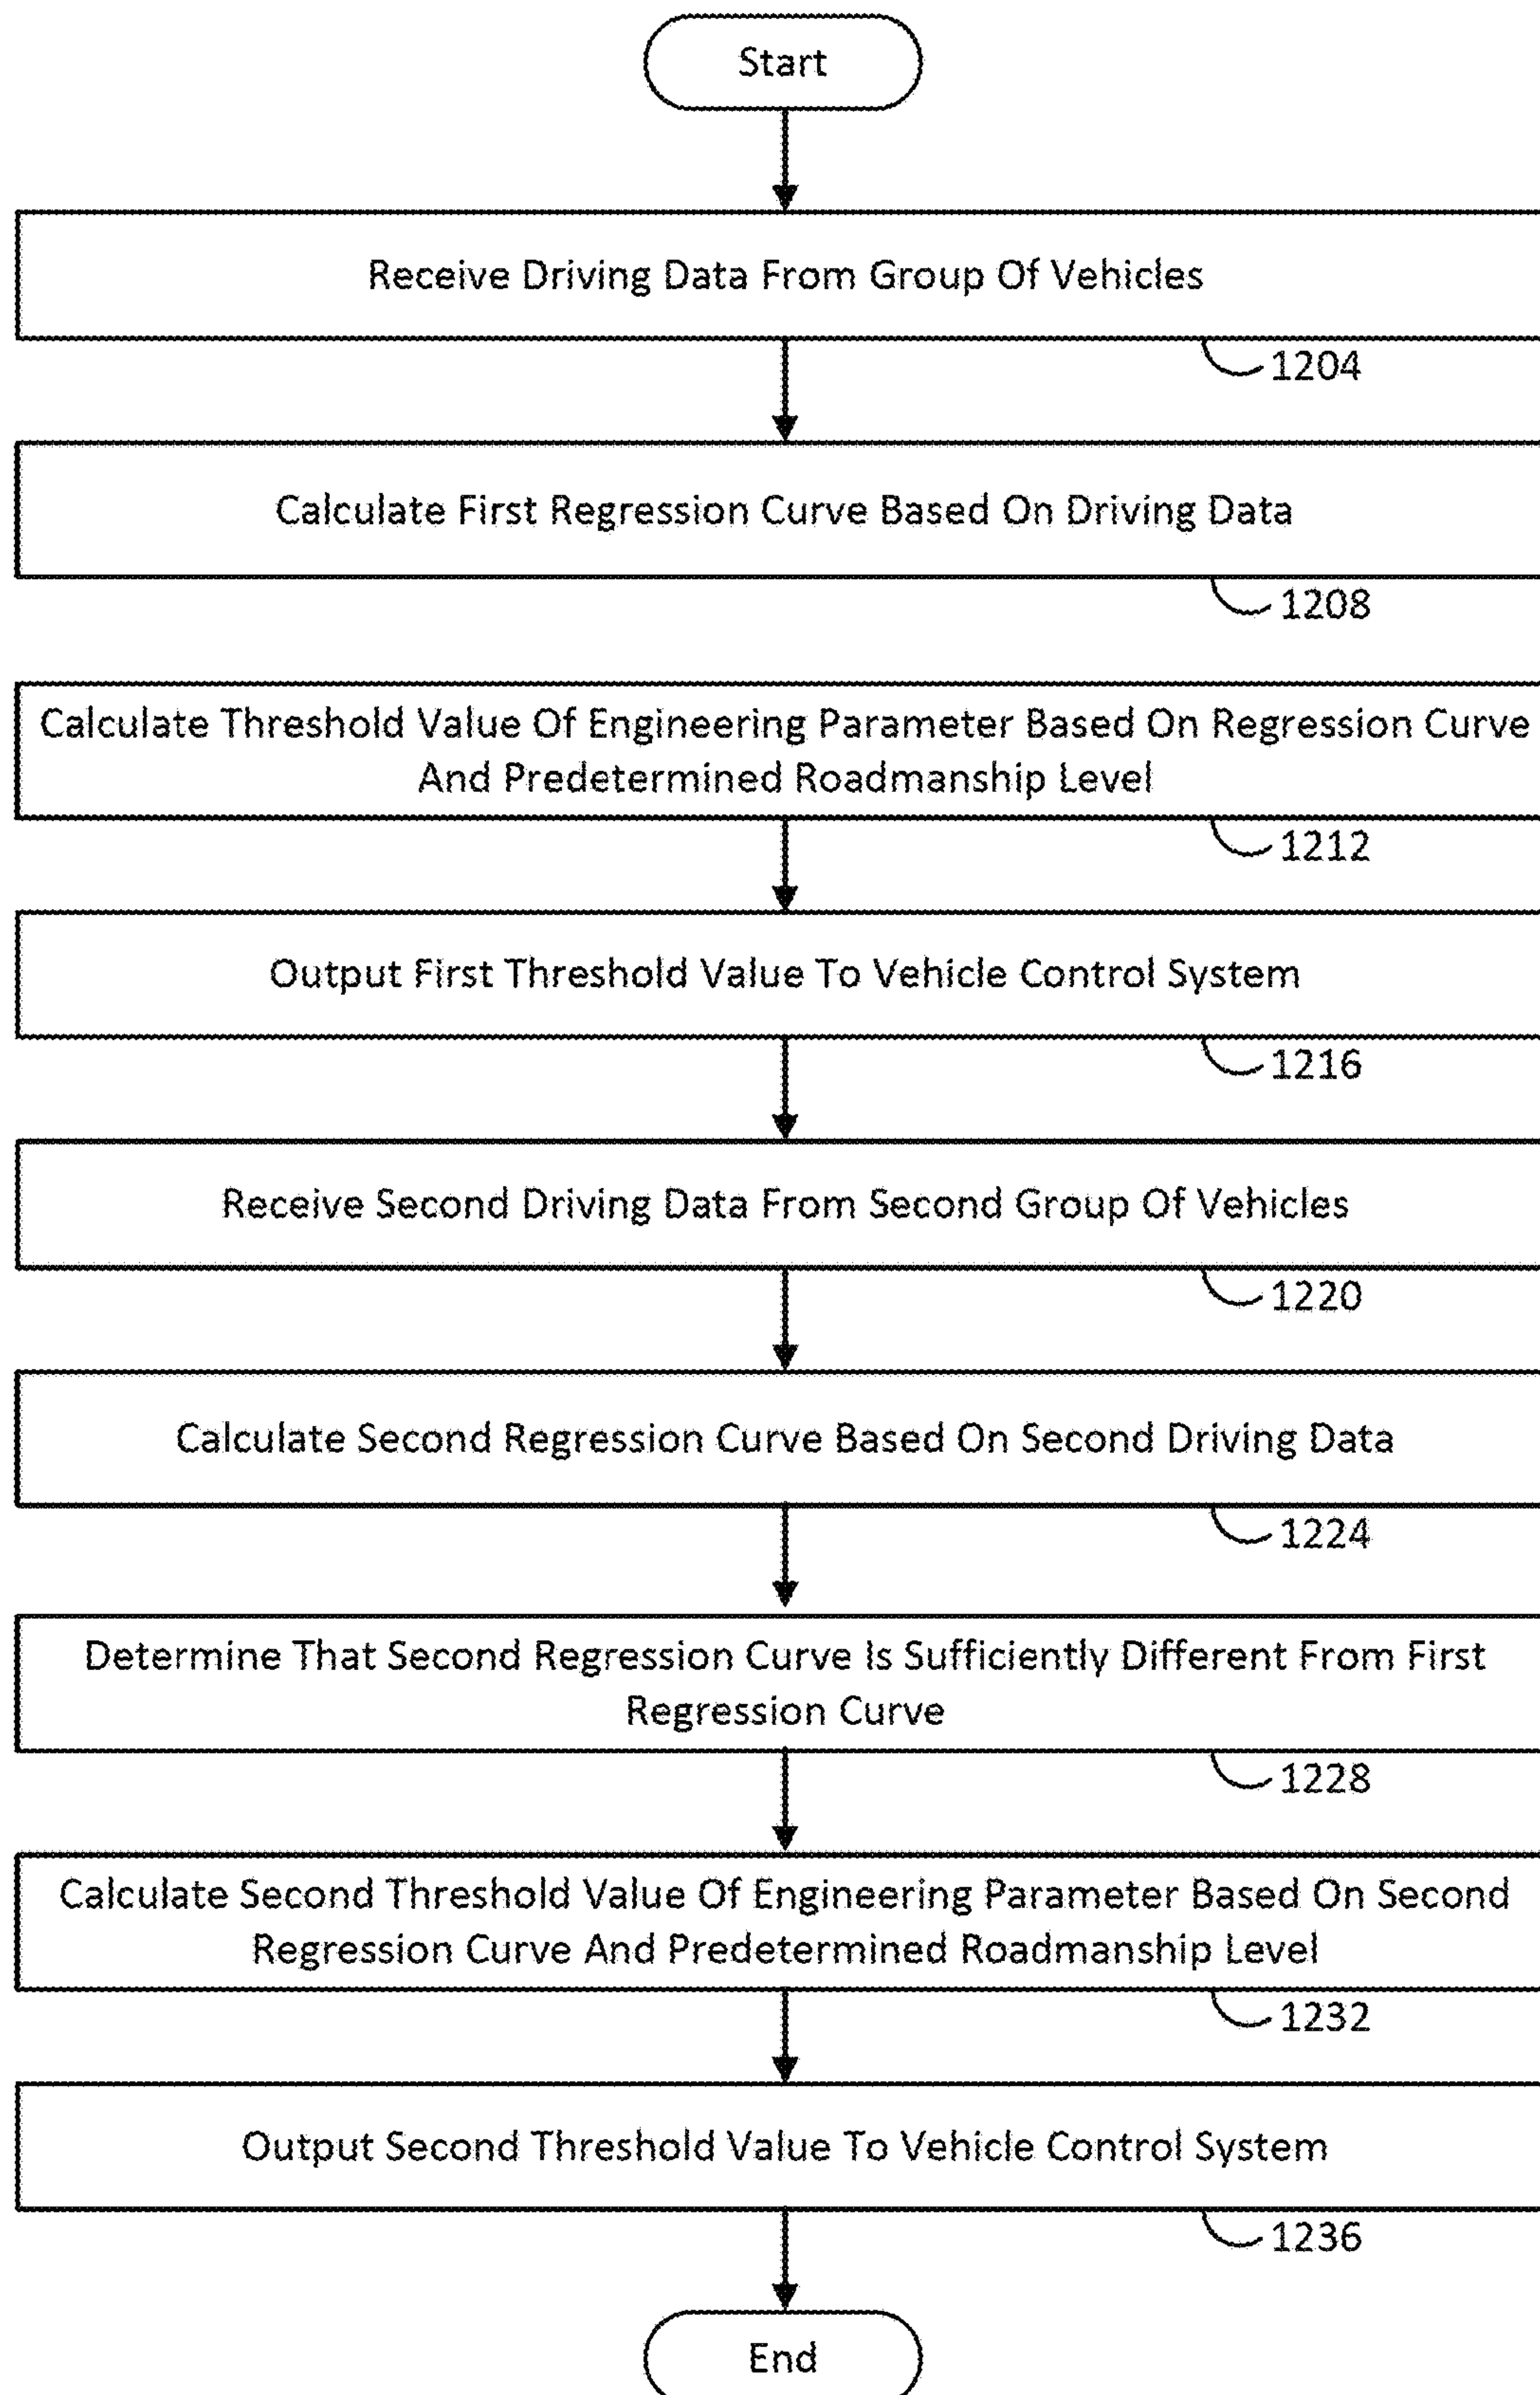 Start
Receive Driving Data From Group Of Vehicles
1204
Calculate First Regression Curve Based On Driving Data
1208
Calculate Threshold Value Of Engineering Parameter Based On Regression Curve
And Predetermined Roadmanship Level
1212
Output First Threshold Value To Vehicle Control System
1216
Receive Second Driving Data From Second Group Of Vehicles
1220
Calculate Second Regression Curve Based On Second Driving Data
1224
Determine That Second Regression Curve Is Sufficiently Different From First
Regression Curve
1228
Calculate Second Threshold Value Of Engineering Parameter Based On Second
Regression Curve And Predetermined Roadmanship Level
1232
Output Second Threshold Value To Vehicle Control System
1236
End